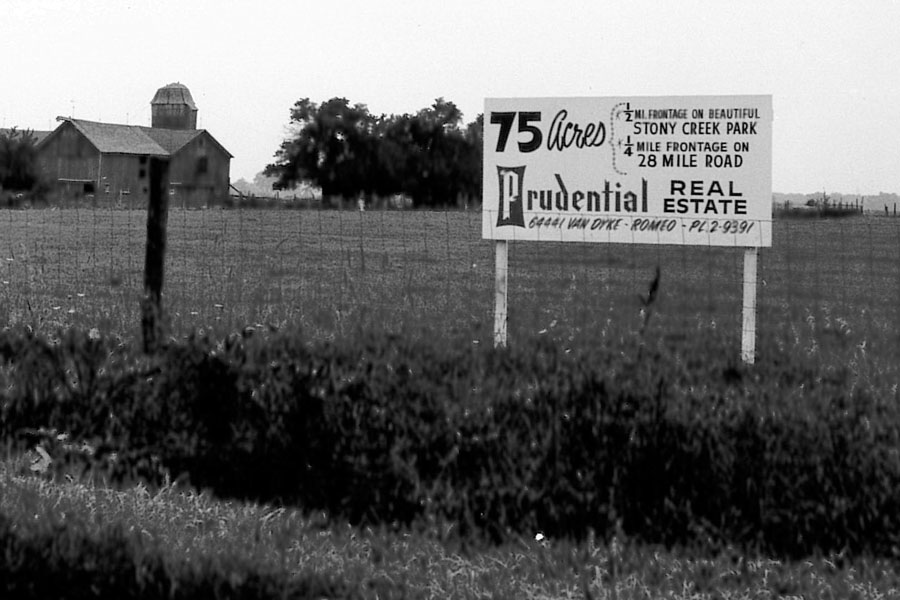 75 Acres
1/2 MI. FRONTAGE ON BEAUTIFUL
STONY CREEK PARK
1/4 MILE FRONTAGE ON
28 MILE ROAD
Prudential REAL
ESTATE
64441 VAN DYKE - ROMEO - PL.2-9391